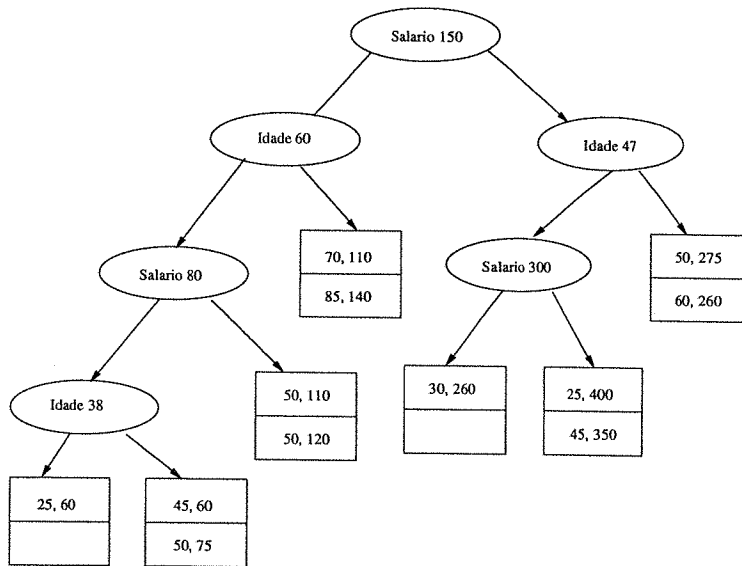 Salario 150
Idade 60
Idade 47
Salario 80
70, 110
85, 140
Salario 300
50, 275
60, 260
Idade 38
50, 110
50, 120
30, 260
25, 400
45, 350
25, 60
45, 60
50, 75